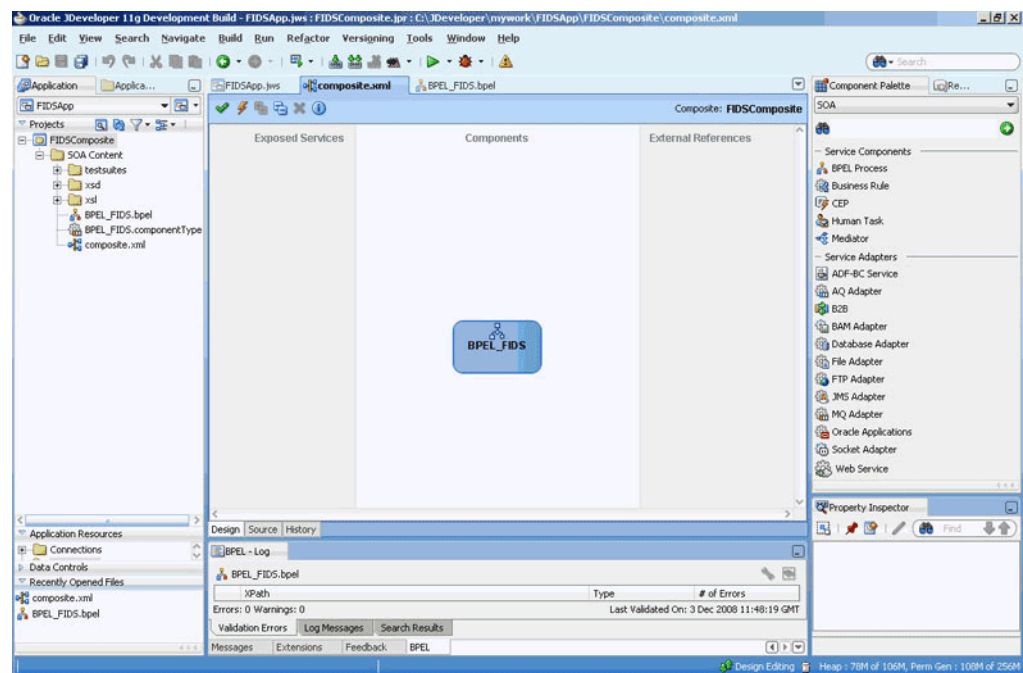 Oracle JDeveloper 11g Development Build - FIDSApp.jws : FIDSComposite.jpr : C:\JDeveloper\mywork\FIDSApp\FIDSComposite\composite.xml
File Edit View Search Navigate Build Run Refactor Versioning Tools Window Help
Search
Application Applica...
FIDSApp
Projects
FIDSComposite
SOA Content
testsuites
xsd
xsl
BPEL_FIDS.bpel
BPEL_FIDS.componentType
composite.xml
Application Resources
Connections
Data Controls
Recently Opened Files
composite.xml
BPEL_FIDS.bpel
FIDSApp.jws composite.xml BPEL_FIDS.bpel
Composite: FIDSComposite
Exposed Services Components External References
BPEL_FIDS
Design Source History
BPEL - Log
BPEL_FIDS.bpel
XPath Type # of Errors
Errors: 0 Warnings: 0 Last Validated On: 3 Dec 2008 11:48:19 GMT
Validation Errors Log Messages Search Results
Messages Extensions Feedback BPEL
Component Palette Re...
SOA
Service Components
BPEL Process
Business Rule
CEP
Human Task
Mediator
Service Adapters
ADF-BC Service
AQ Adapter
B2B
BAM Adapter
Database Adapter
File Adapter
FTP Adapter
JMS Adapter
MQ Adapter
Oracle Applications
Socket Adapter
Web Service
Property Inspector
Find
Design Editing Heap : 78M of 106M, Perm Gen : 108M of 256M